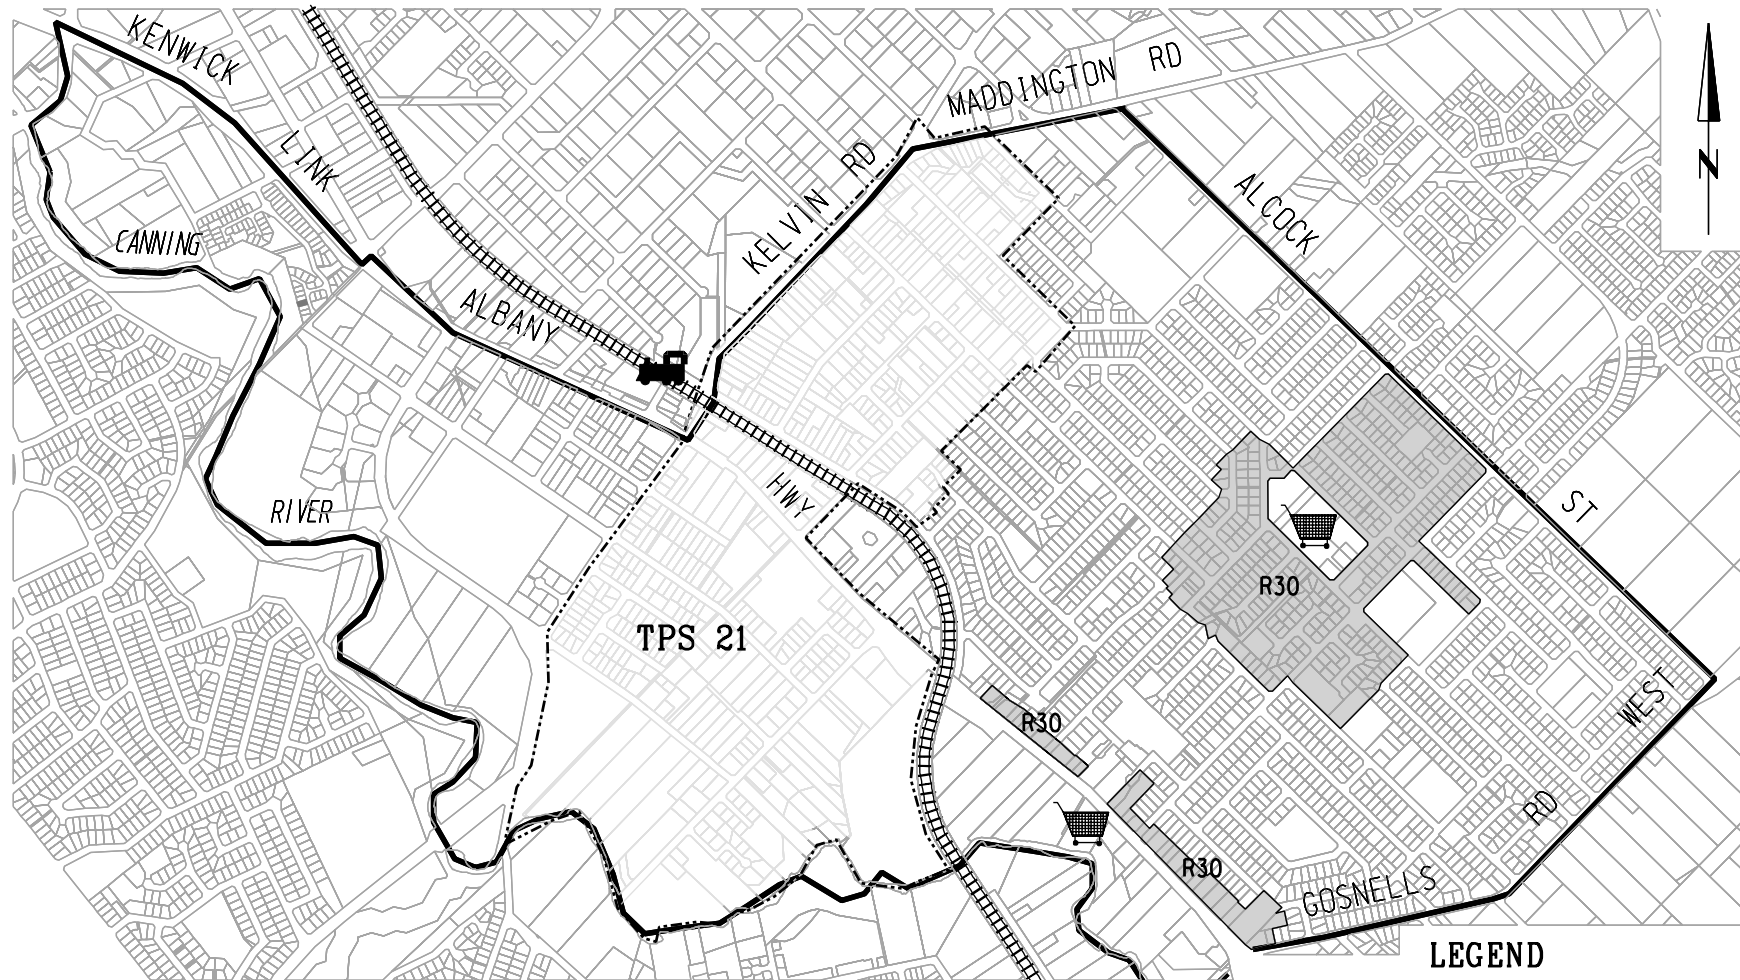 KENWICK
LINK
MADDINGTON RD
KELVIN RD
N
ALCOCK
ST
CANNING
ALBANY
HWY
RIVER
R30
TPS 21
R30
WEST
RD
R30
GOSNELLS
LEGEND